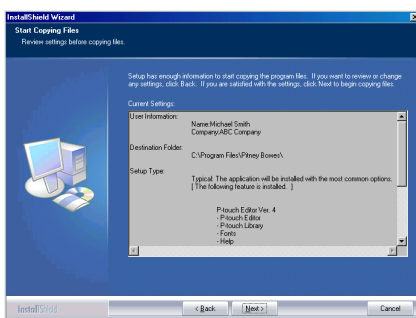 InstallShield Wizard
Start Copying Files
Review settings before copying files.
Setup has enough information to start copying the program files. If you want to review or change
any settings, click Back. If you are satisfied with the settings, click Next to begin copying files.
Current Settings:
User Information:
Name:Michael Smith
Company:ABC Company
Destination Folder:
C:\Program Files\Pitney Bowes\
Setup Type:
Typical: The application will be installed with the most common options.
[ The following feature is installed. ]
P-touch Editor Ver. 4
- P-touch Editor
- P-touch Library
- Fonts
- Help
InstallShield
< Back
Next >
Cancel